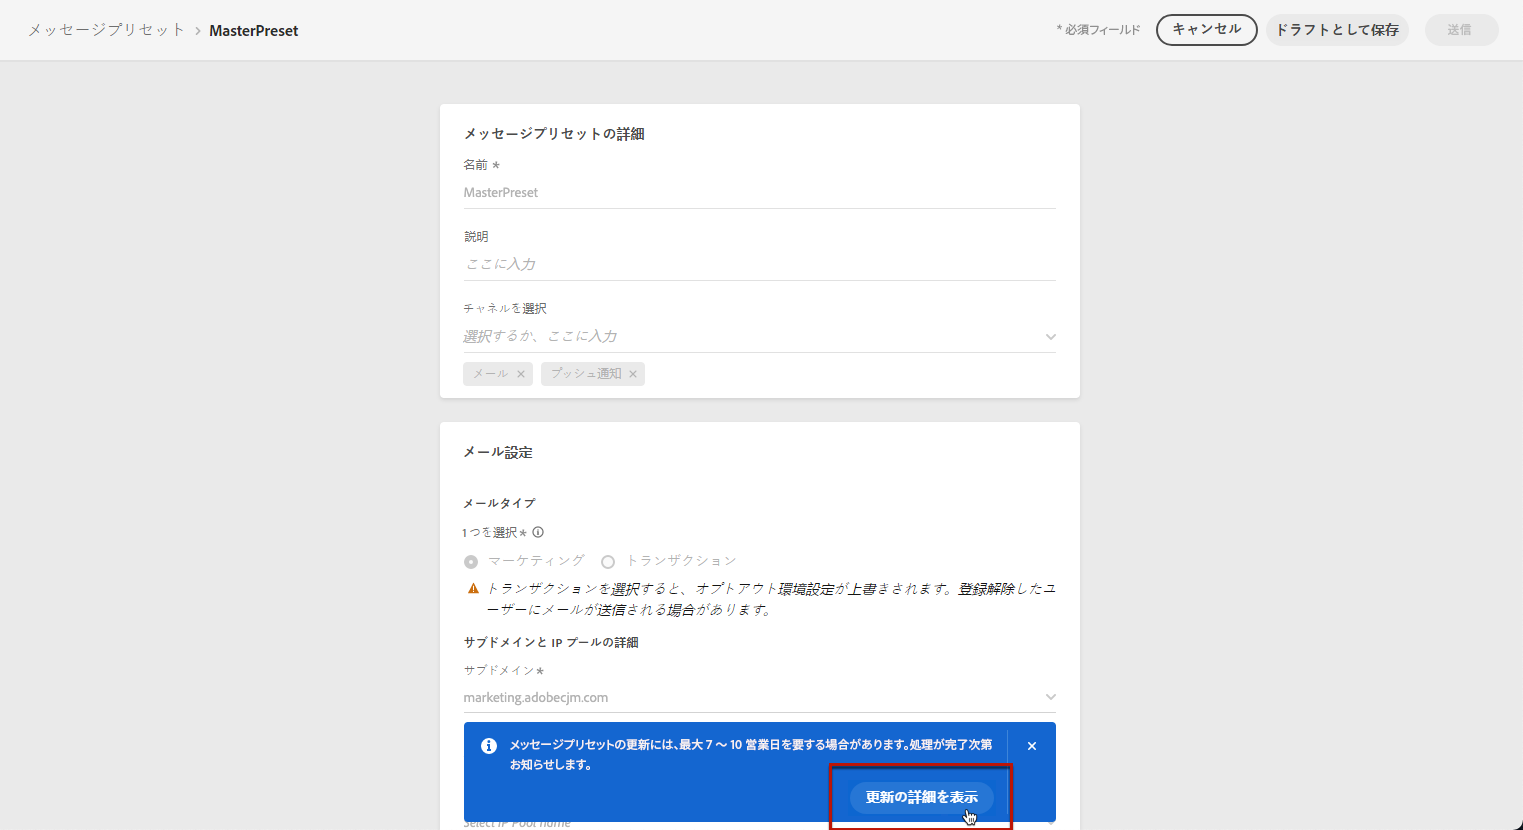 メッセージプリセット > MasterPreset
* 必須フィールド
キャンセル
ドラフトとして保存
送信
メッセージプリセットの詳細
名前 *
MasterPreset
説明
ここに入力
チャネルを選択
選択するか、ここに入力
メール × プッシュ通知 ×
メール設定
メールタイプ
1 つを選択 *
マーケティング トランザクション
トランザクションを選択すると、オプトアウト環境設定が上書きされます。登録解除したユ
ーザーにメールが送信される場合があります。
サブドメインと IP プールの詳細
サブドメイン *
marketing.adobecjm.com
メッセージプリセットの更新には、最大 7 ～ 10 営業日を要する場合があります。処理が完了次第
お知らせします。
更新の詳細を表示
Select IP Pool name